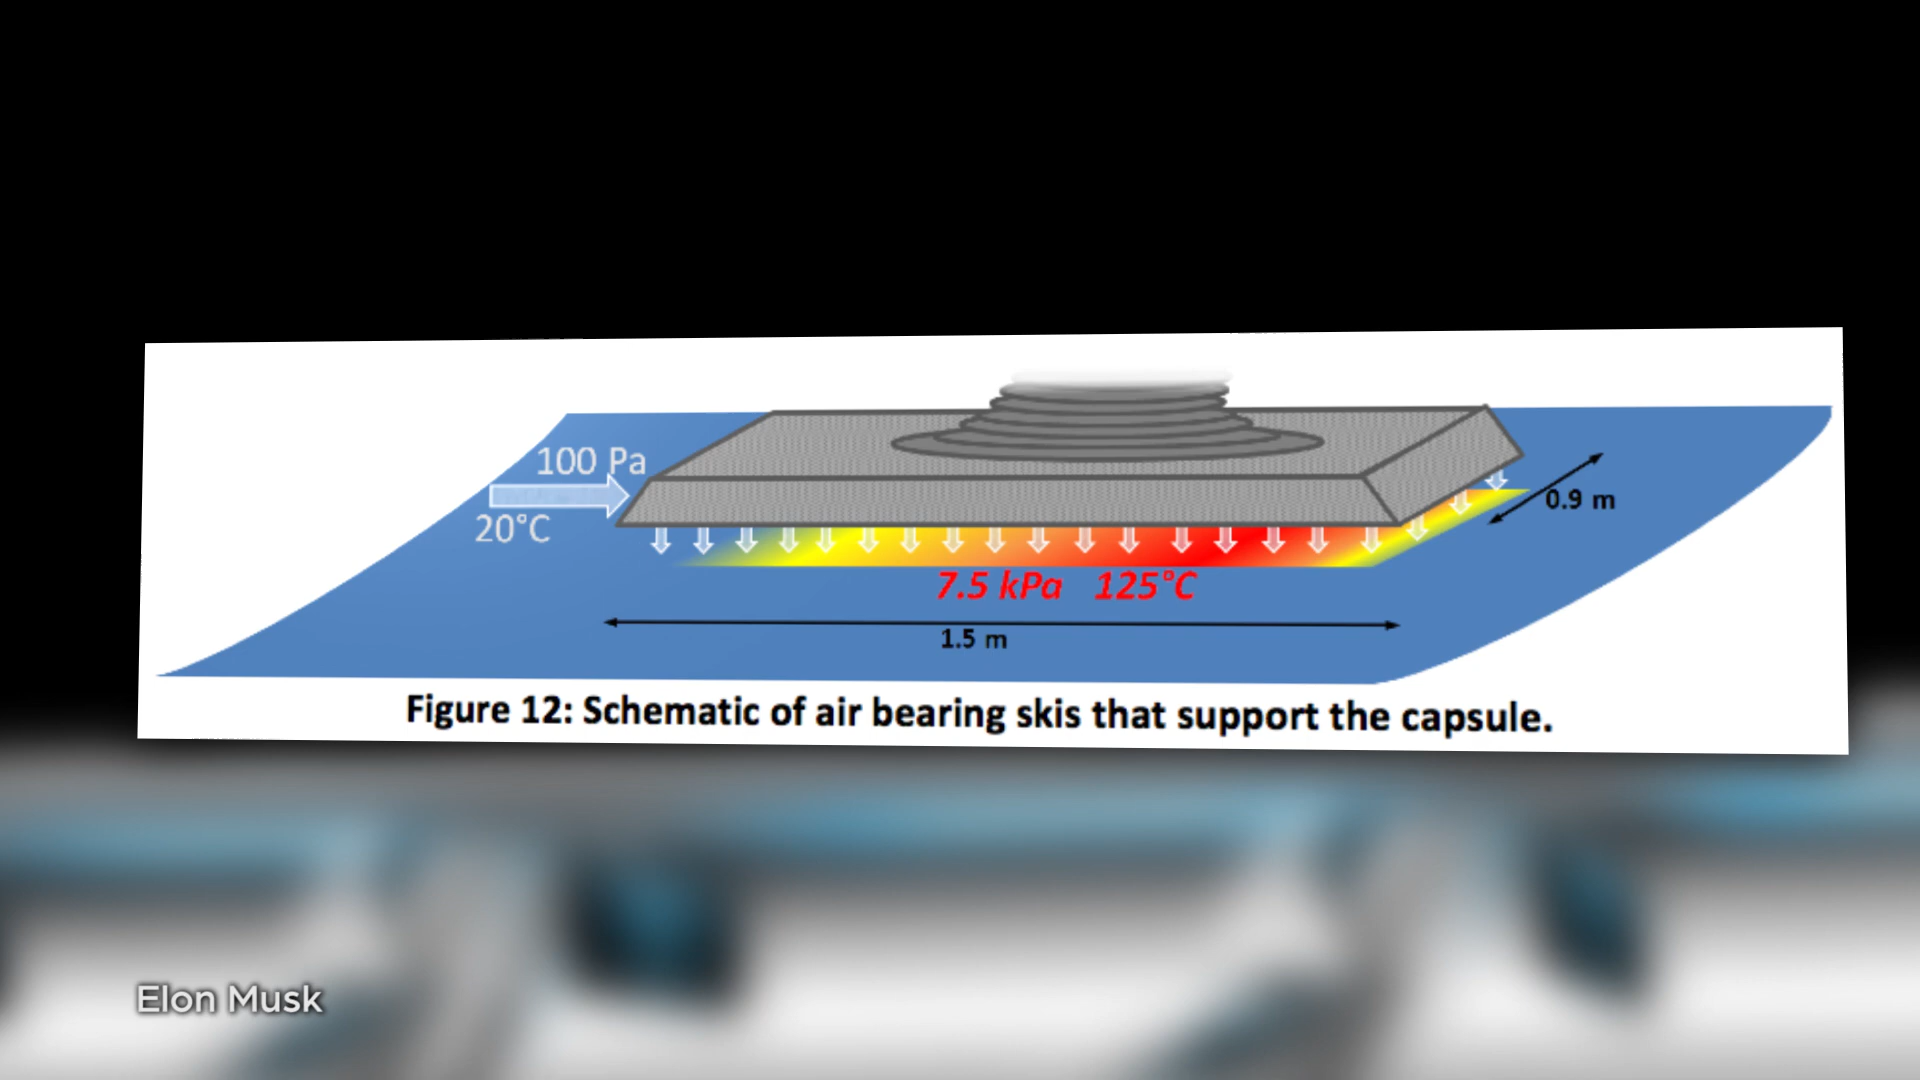 100 Pa
20°C
0.9 m
7.5 kPa 125°C
1.5 m
Figure 12: Schematic of air bearing skis that support the capsule.
Elon Musk